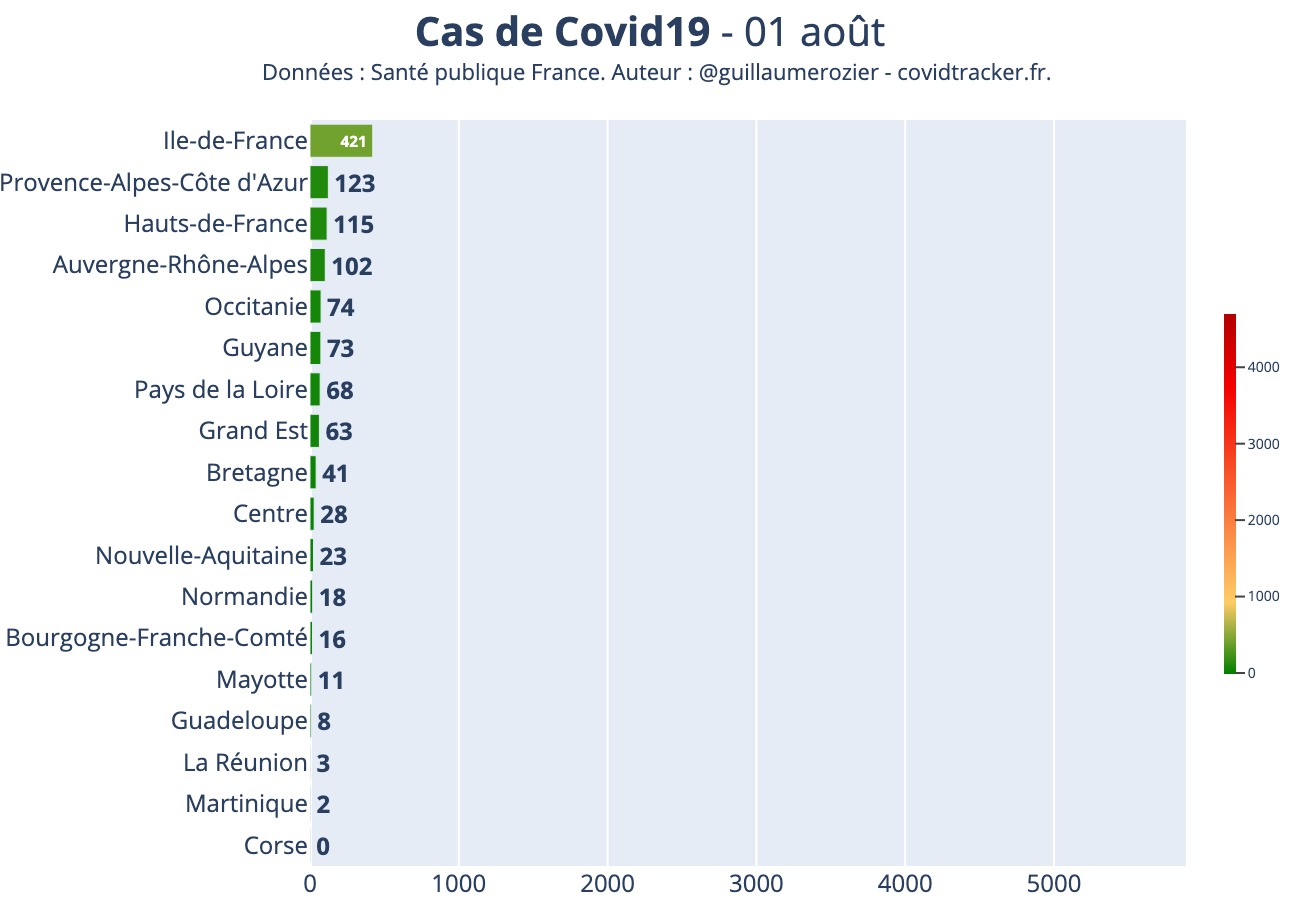 Cas de Covid19 - 01 août
Données : Santé publique France. Auteur : @guillaumerozier - covidtracker.fr.
Ile-de-France 421
Provence-Alpes-Côte d'Azur 123
Hauts-de-France 115
Auvergne-Rhône-Alpes 102
Occitanie 74
Guyane 73
Pays de la Loire 68
Grand Est 63
Bretagne 41
Centre 28
Nouvelle-Aquitaine 23
Normandie 18
Bourgogne-Franche-Comté 16
Mayotte 11
Guadeloupe 8
La Réunion 3
Martinique 2
Corse 0
0 1000 2000 3000 4000 5000
4000
3000
2000
1000
0